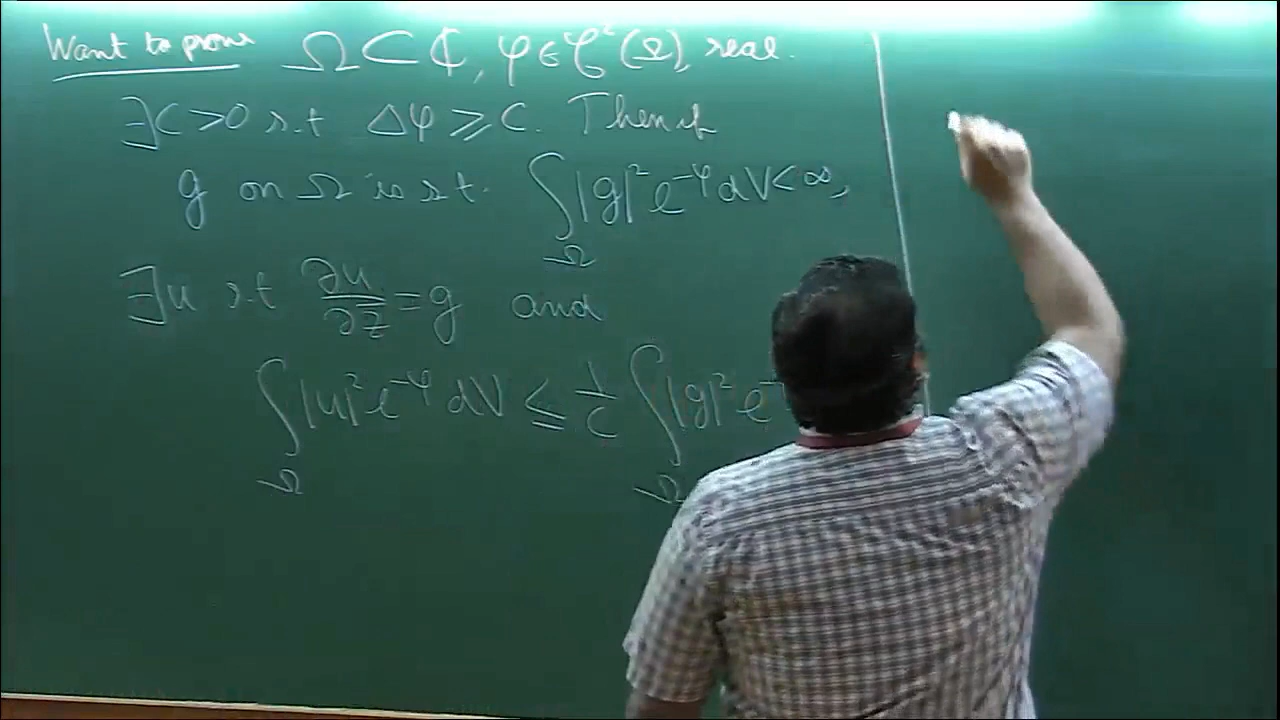 Want to prove Ω ⊂ ℂ, φ ∈ 𝒞²(Ω), real.
∃ C > 0 s.t Δφ ≥ C. Then if
g on Ω is s.t. ∫_Ω |g|² e^{-φ} dV < ∞,
∃ u s.t ∂u/∂z̄ = g and
∫_Ω |u|² e^{-φ} dV ≤ 1/C ∫_Ω |g|² e^-